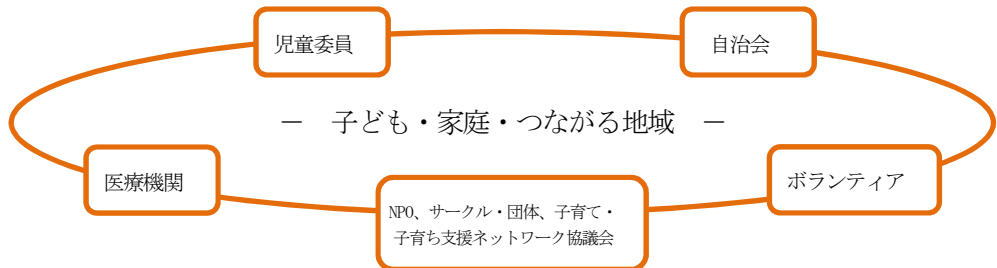 児童委員
自治会
－　子ども・家庭・つながる地域　－
医療機関
ボランティア
NPO、サークル・団体、子育て・
子育ち支援ネットワーク協議会